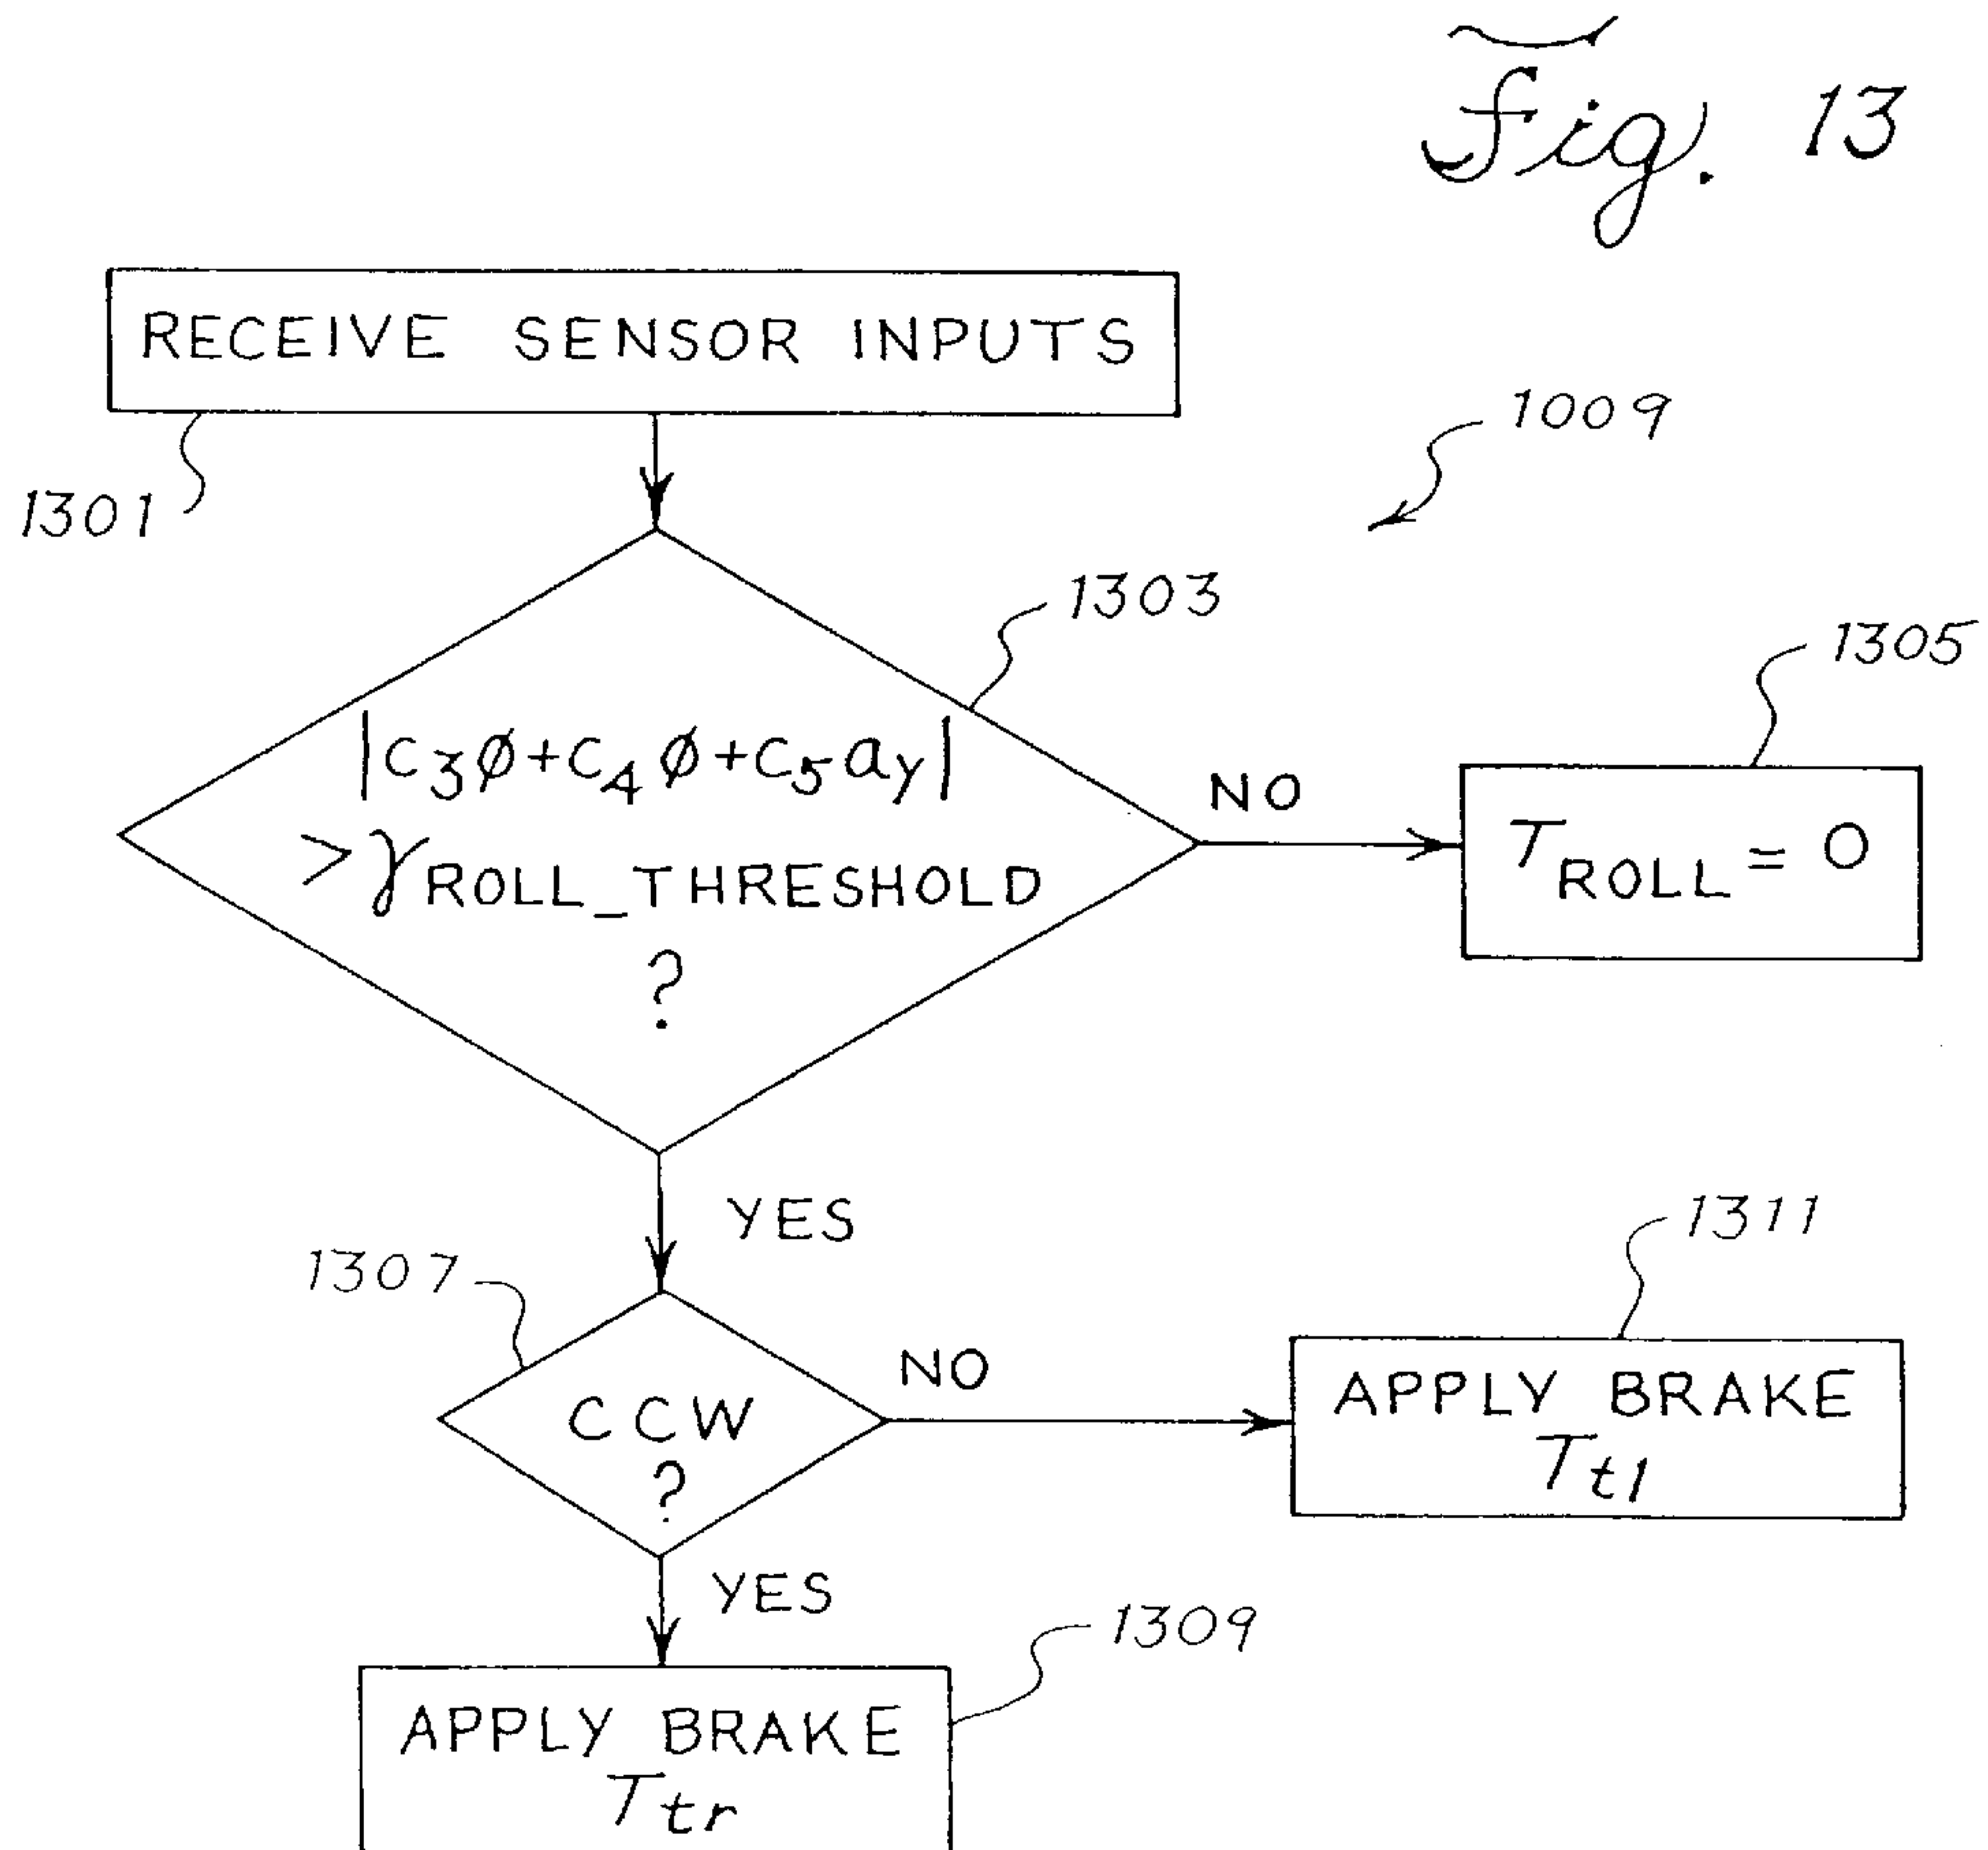 Fig. 13
RECEIVE SENSOR INPUTS
1009
1301
1303
1305
|c3ø+c4ø+c5ay|
>γROLL_THRESHOLD
?
NO
TROLL = 0
YES
1311
1307
NO
CCW
?
APPLY BRAKE
Ttl
YES
1309
APPLY BRAKE
Ttr